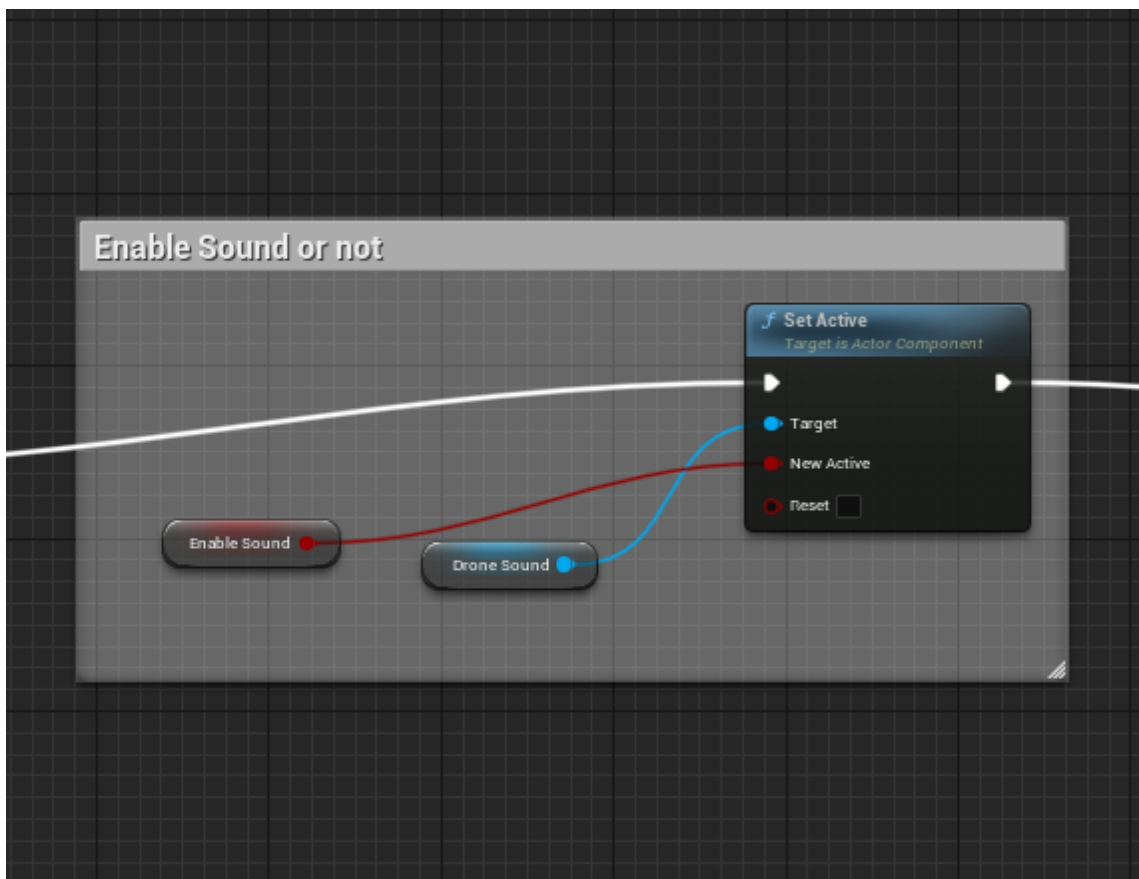 Enable Sound or not
f Set Active
Target is Actor Component
Target
New Active
Reset
Enable Sound
Drone Sound